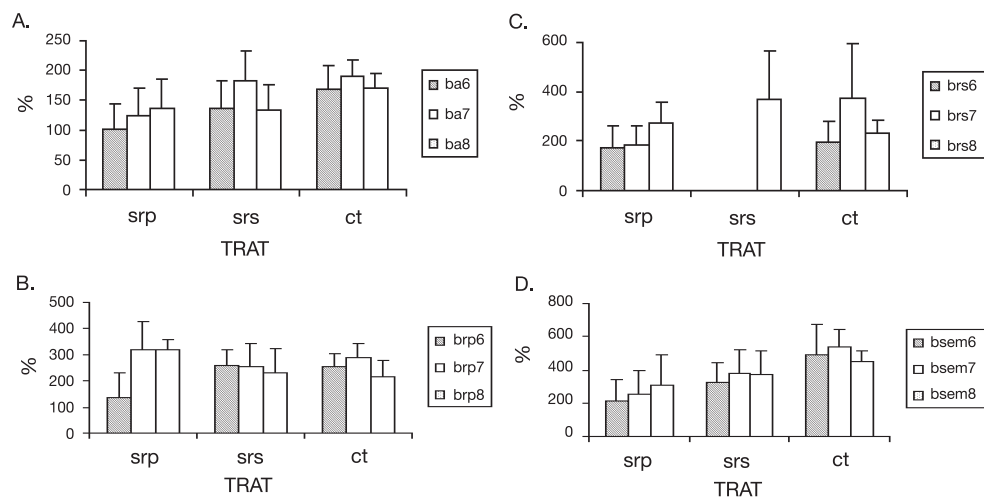 A.
250
200
150
100
50
0
%
srp srs ct
TRAT
ba6
ba7
ba8
C.
600
400
200
0
%
srp srs ct
TRAT
brs6
brs7
brs8
B.
500
400
300
200
100
0
%
srp srs ct
TRAT
brp6
brp7
brp8
D.
800
600
400
200
0
%
srp srs ct
TRAT
bsem6
bsem7
bsem8